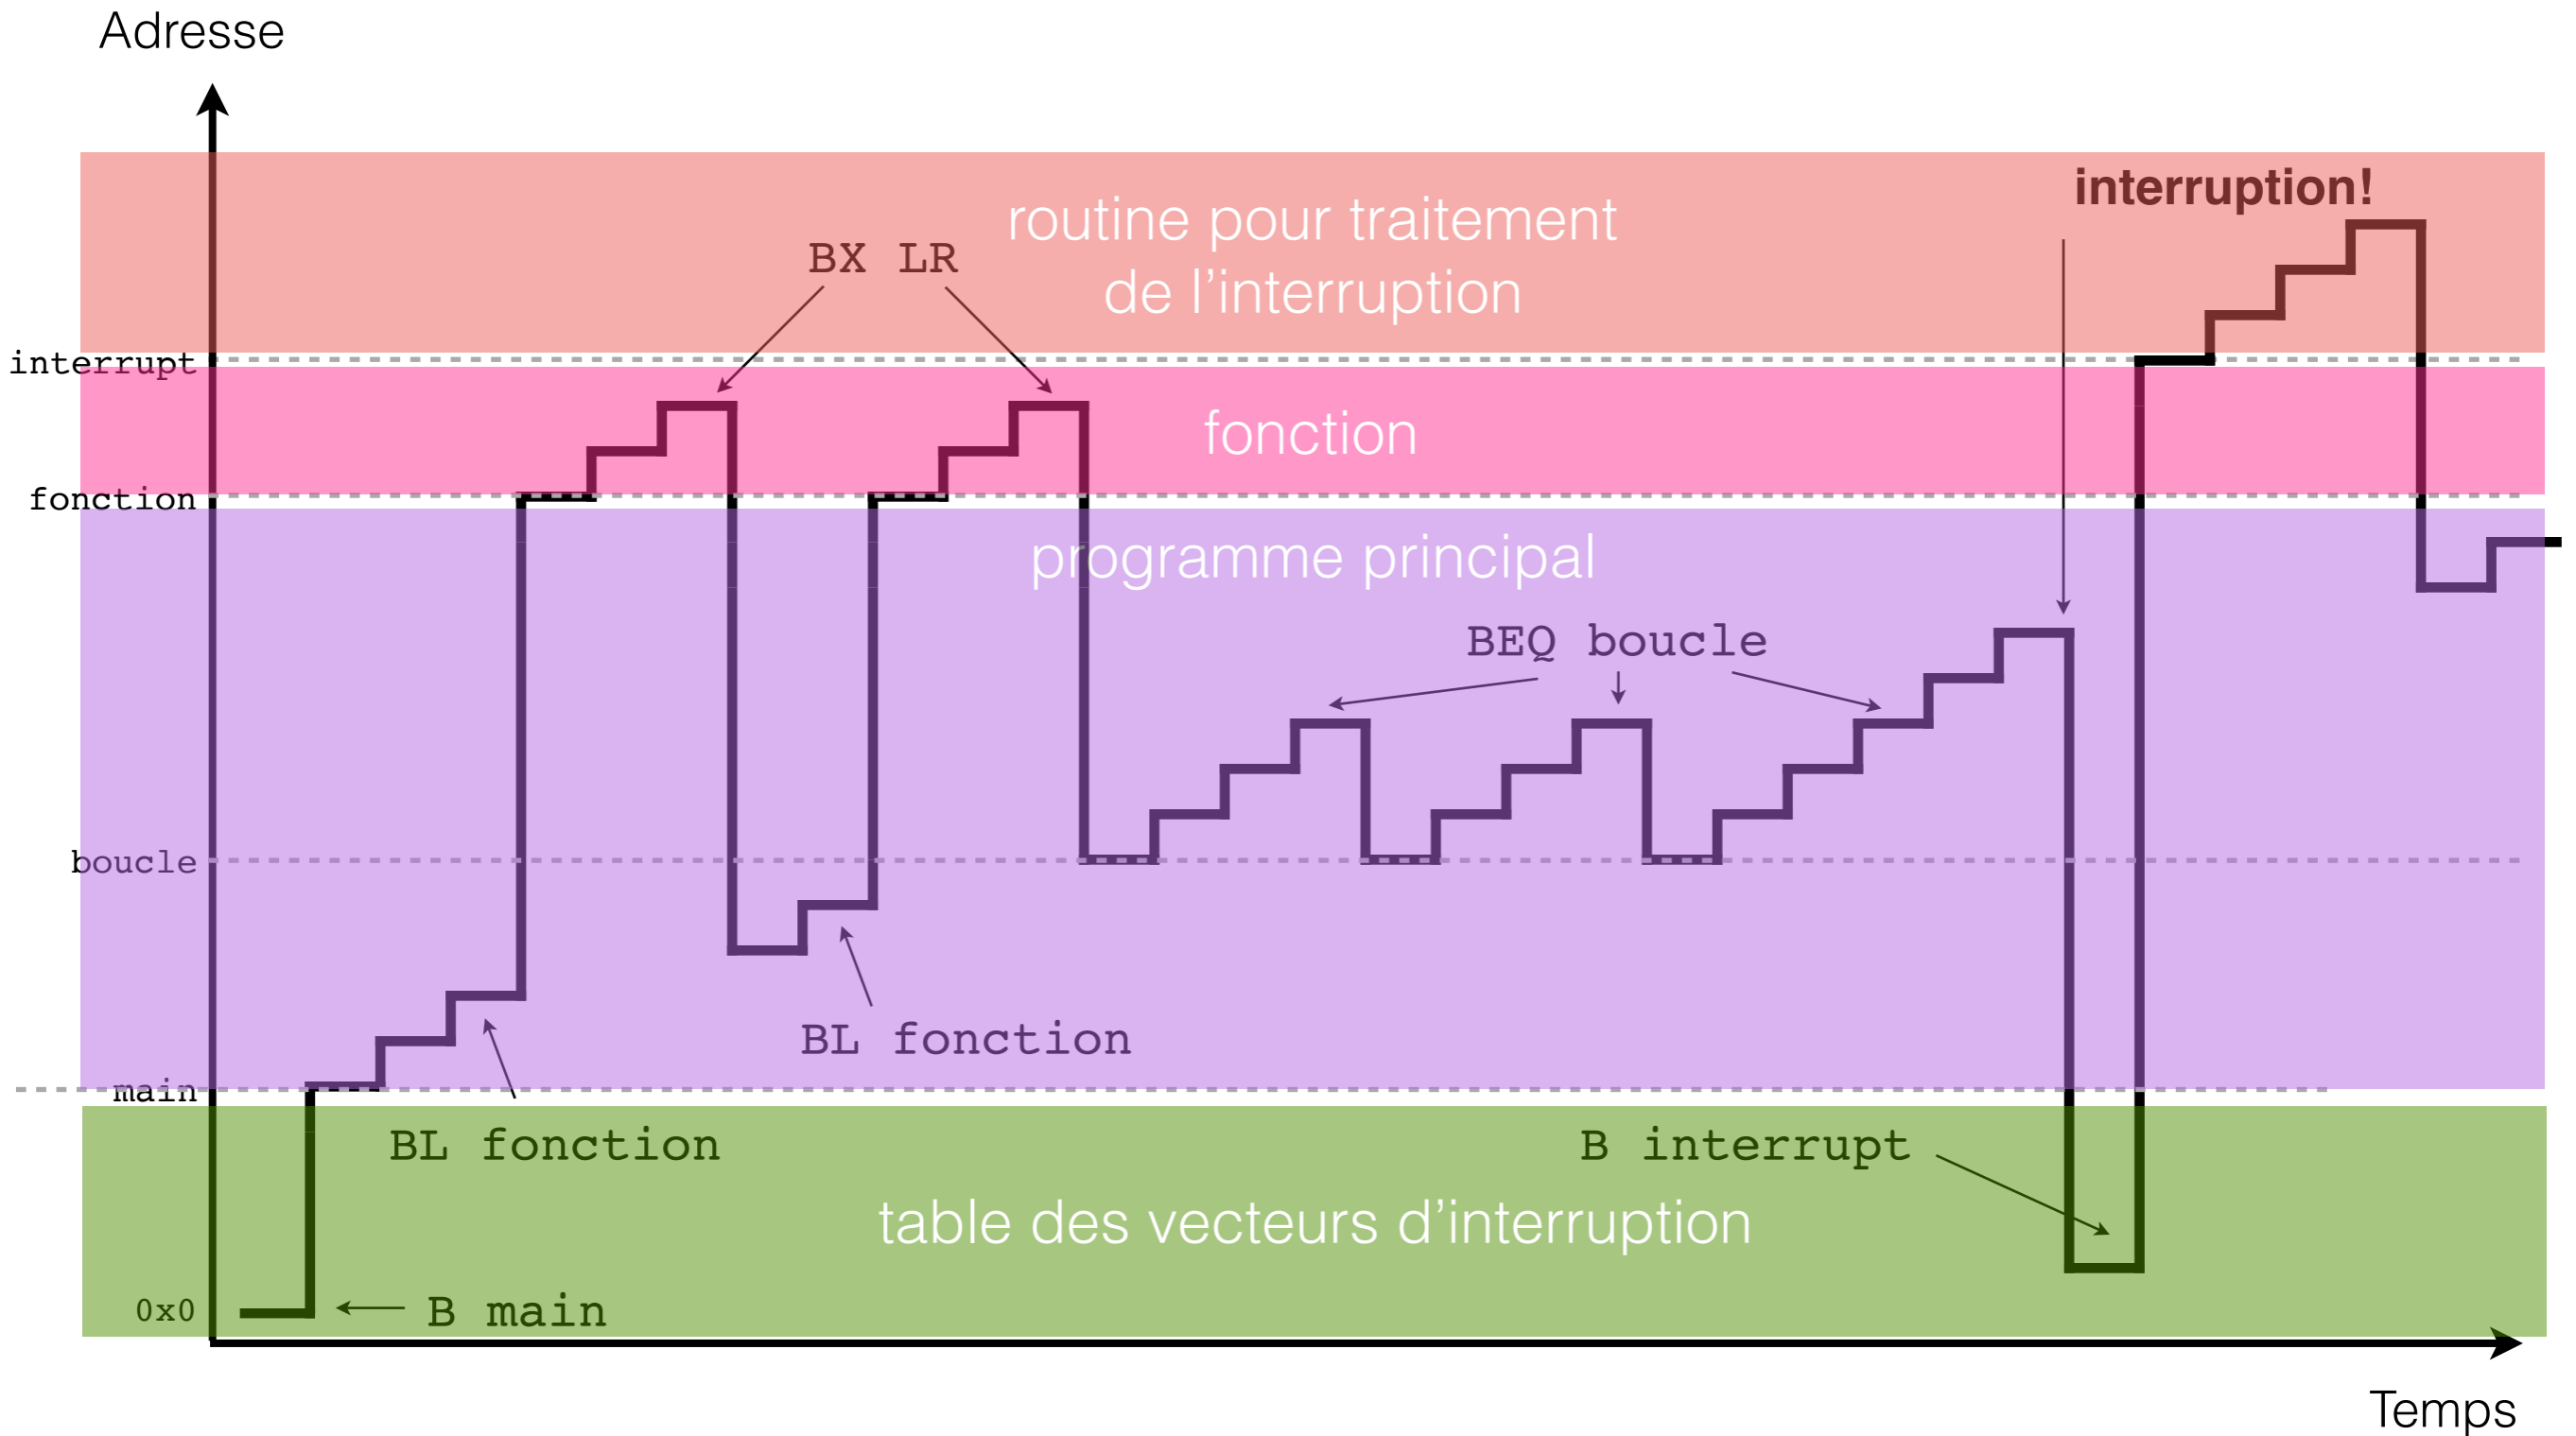 Adresse
interruption!
routine pour traitement
de l'interruption
BX LR
interrupt
fonction
fonction
programme principal
BEQ boucle
boucle
BL fonction
main
BL fonction
B interrupt
table des vecteurs d'interruption
0x0
B main
Temps